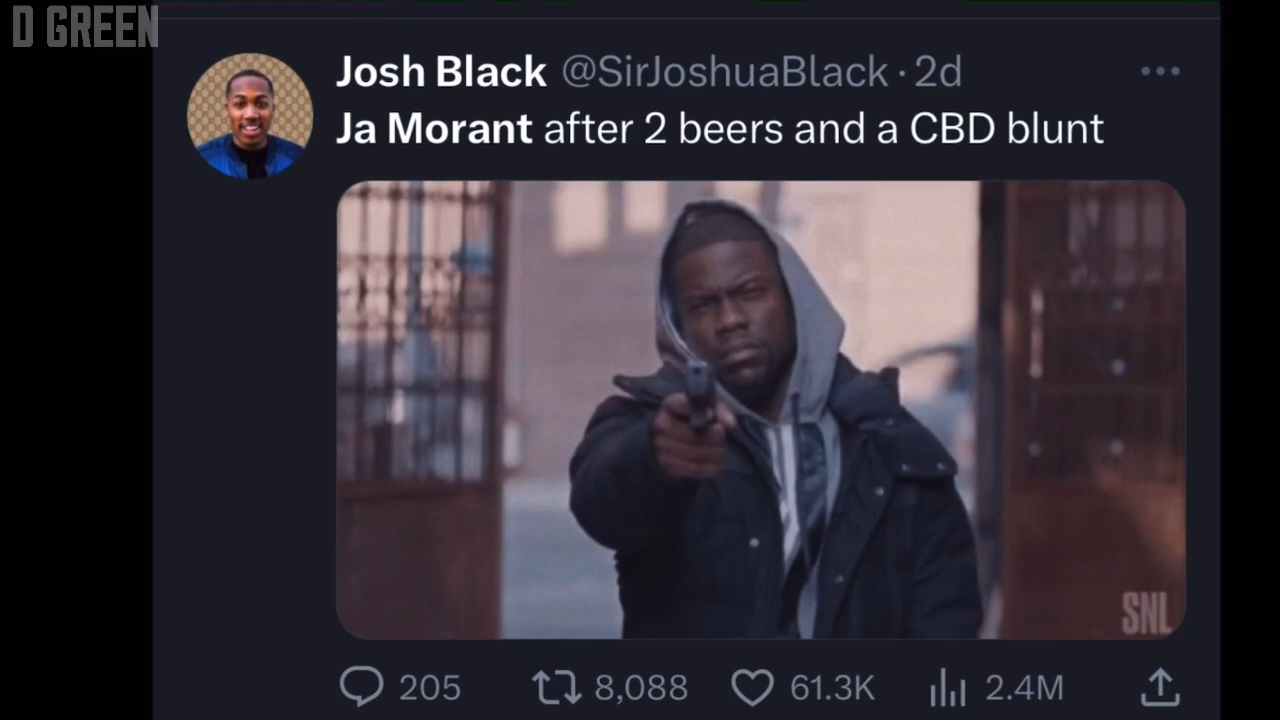 D GREEN
Josh Black @SirJoshuaBlack · 2d
Ja Morant after 2 beers and a CBD blunt
SNL
205 8,088 61.3K 2.4M